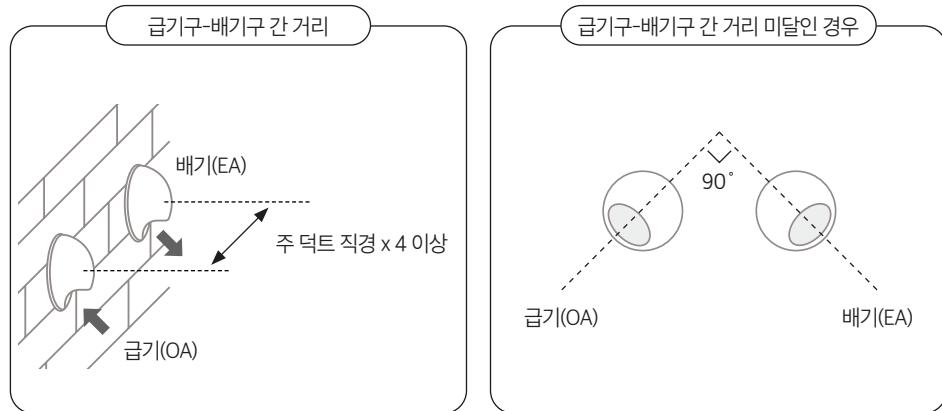 급기구-배기구 간 거리
배기(EA)
주 덕트 직경 x 4 이상
급기(OA)
급기구-배기구 간 거리 미달인 경우
90˚
급기(OA)
배기(EA)